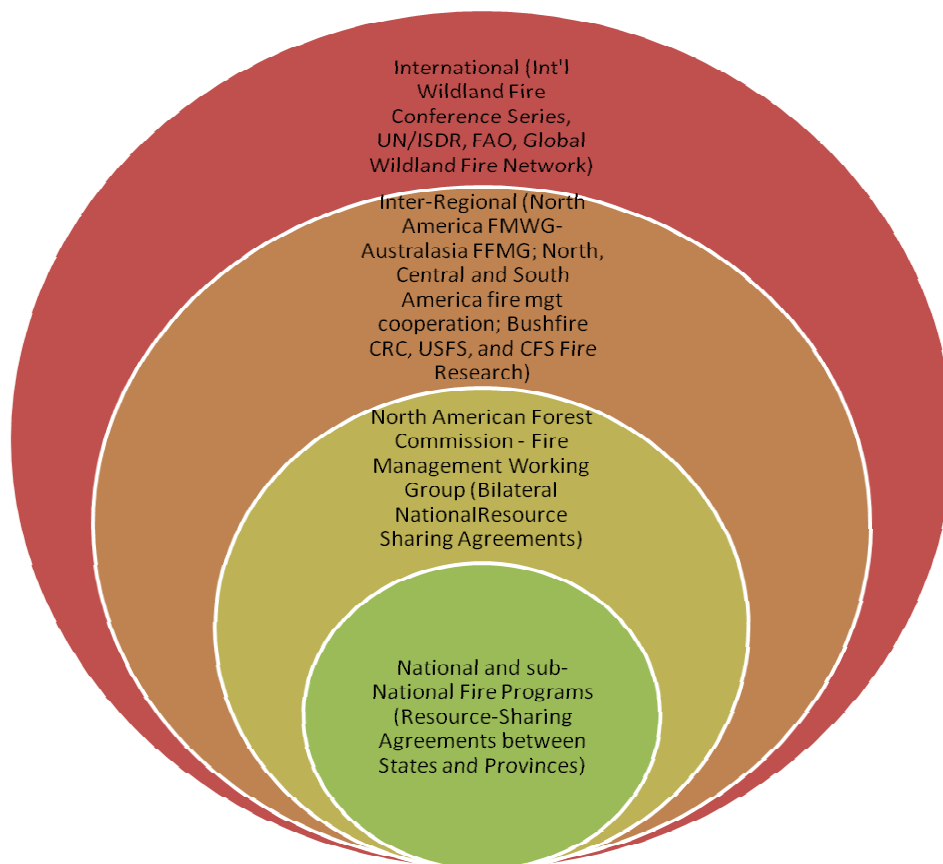 International (Int'l
Wildland Fire
Conference Series,
UN/ISDR, FAO, Global
Wildland Fire Network)
Inter-Regional (North
America FMWG-
Australasia FFMG; North,
Central and South
America fire mgt
cooperation; Bushfire
CRC, USFS, and CFS Fire
Research)
North American Forest
Commission - Fire
Management Working
Group (Bilateral
NationalResource
Sharing Agreements)
National and sub-
National Fire Programs
(Resource-Sharing
Agreements between
States and Provinces)